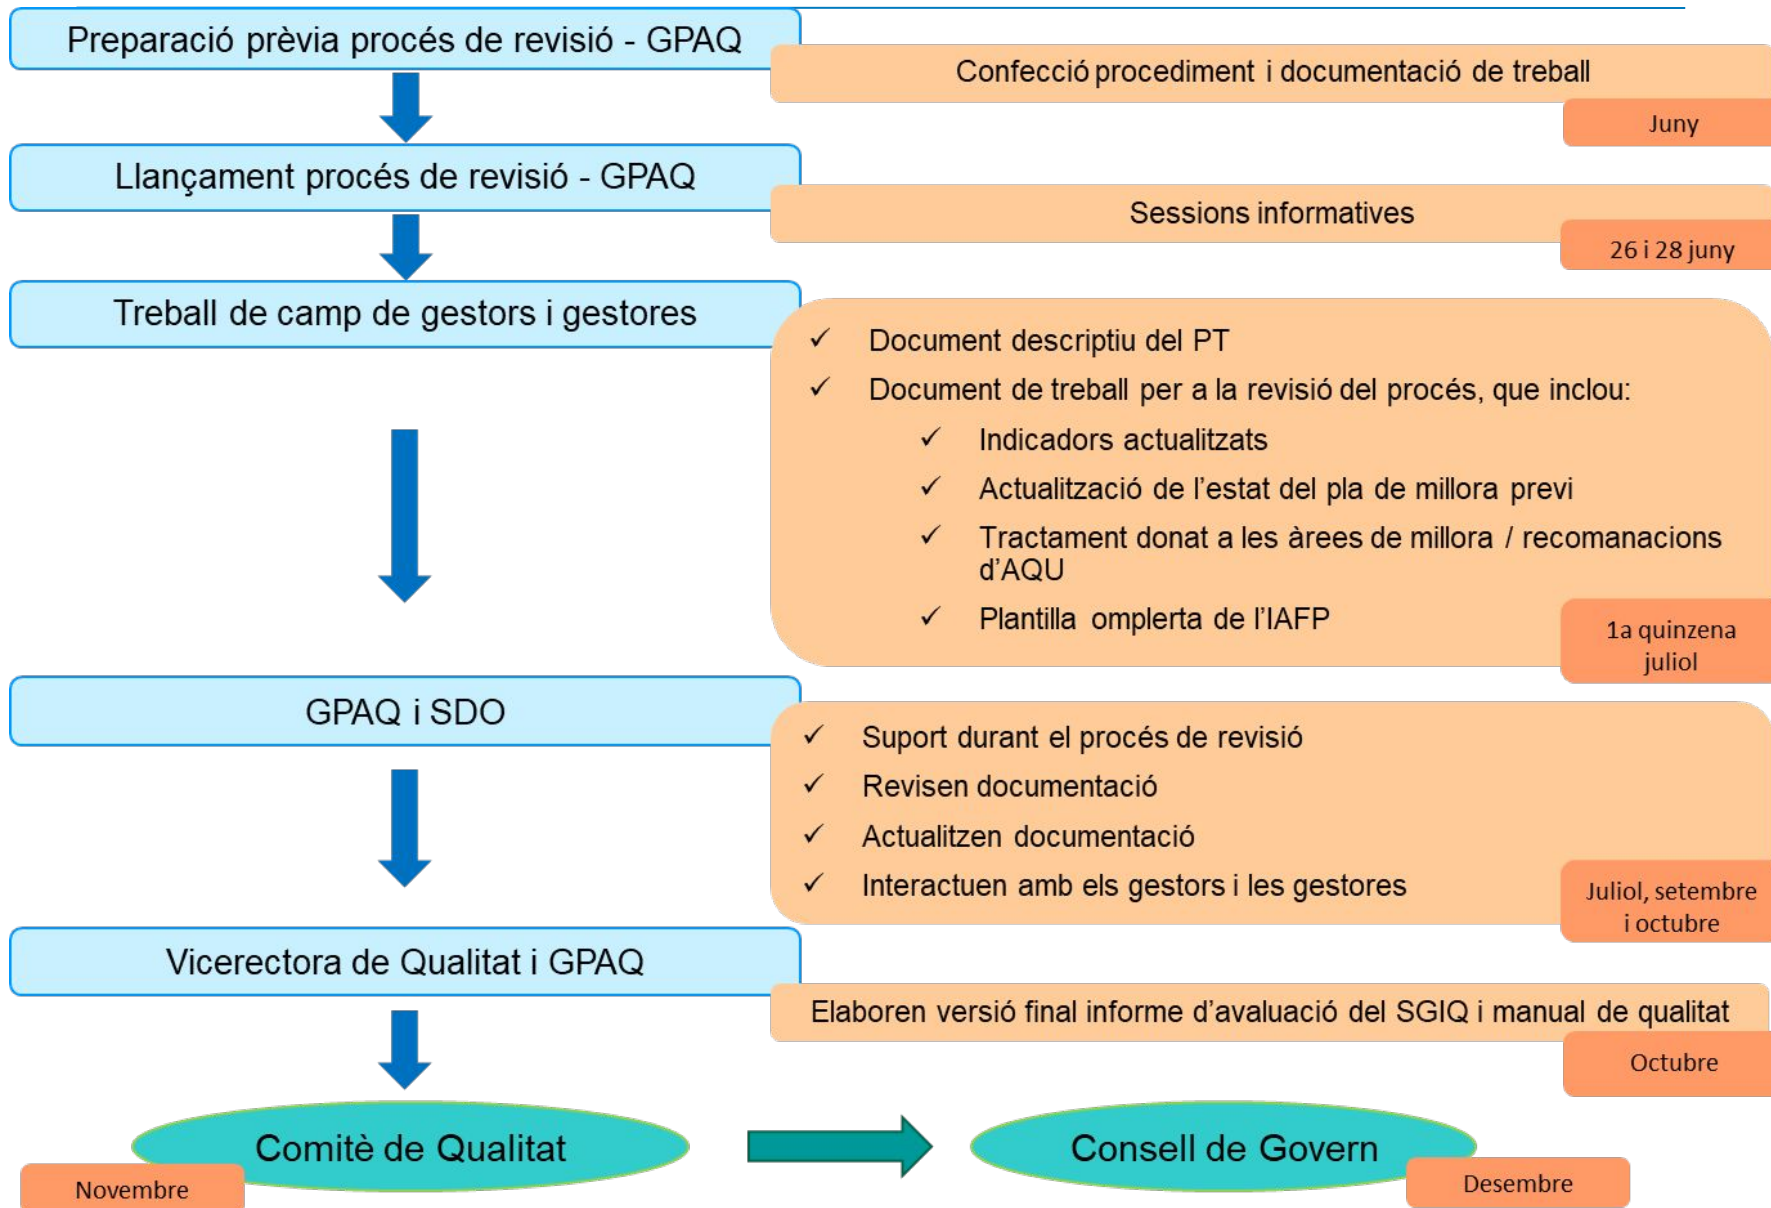 Preparació prèvia procés de revisió - GPAQ
Confecció procediment i documentació de treball
Juny
Llançament procés de revisió - GPAQ
Sessions informatives
26 i 28 juny
Treball de camp de gestors i gestores
✓ Document descriptiu del PT
✓ Document de treball per a la revisió del procés, que inclou:
✓ Indicadors actualitzats
✓ Actualització de l’estat del pla de millora previ
✓ Tractament donat a les àrees de millora / recomanacions
d’AQU
✓ Plantilla omplerta de l’IAFP
1a quinzena
juliol
GPAQ i SDO
✓ Suport durant el procés de revisió
✓ Revisen documentació
✓ Actualitzen documentació
✓ Interactuen amb els gestors i les gestores
Juliol, setembre
i octubre
Vicerectora de Qualitat i GPAQ
Elaboren versió final informe d’avaluació del SGIQ i manual de qualitat
Octubre
Comitè de Qualitat
Novembre
Consell de Govern
Desembre